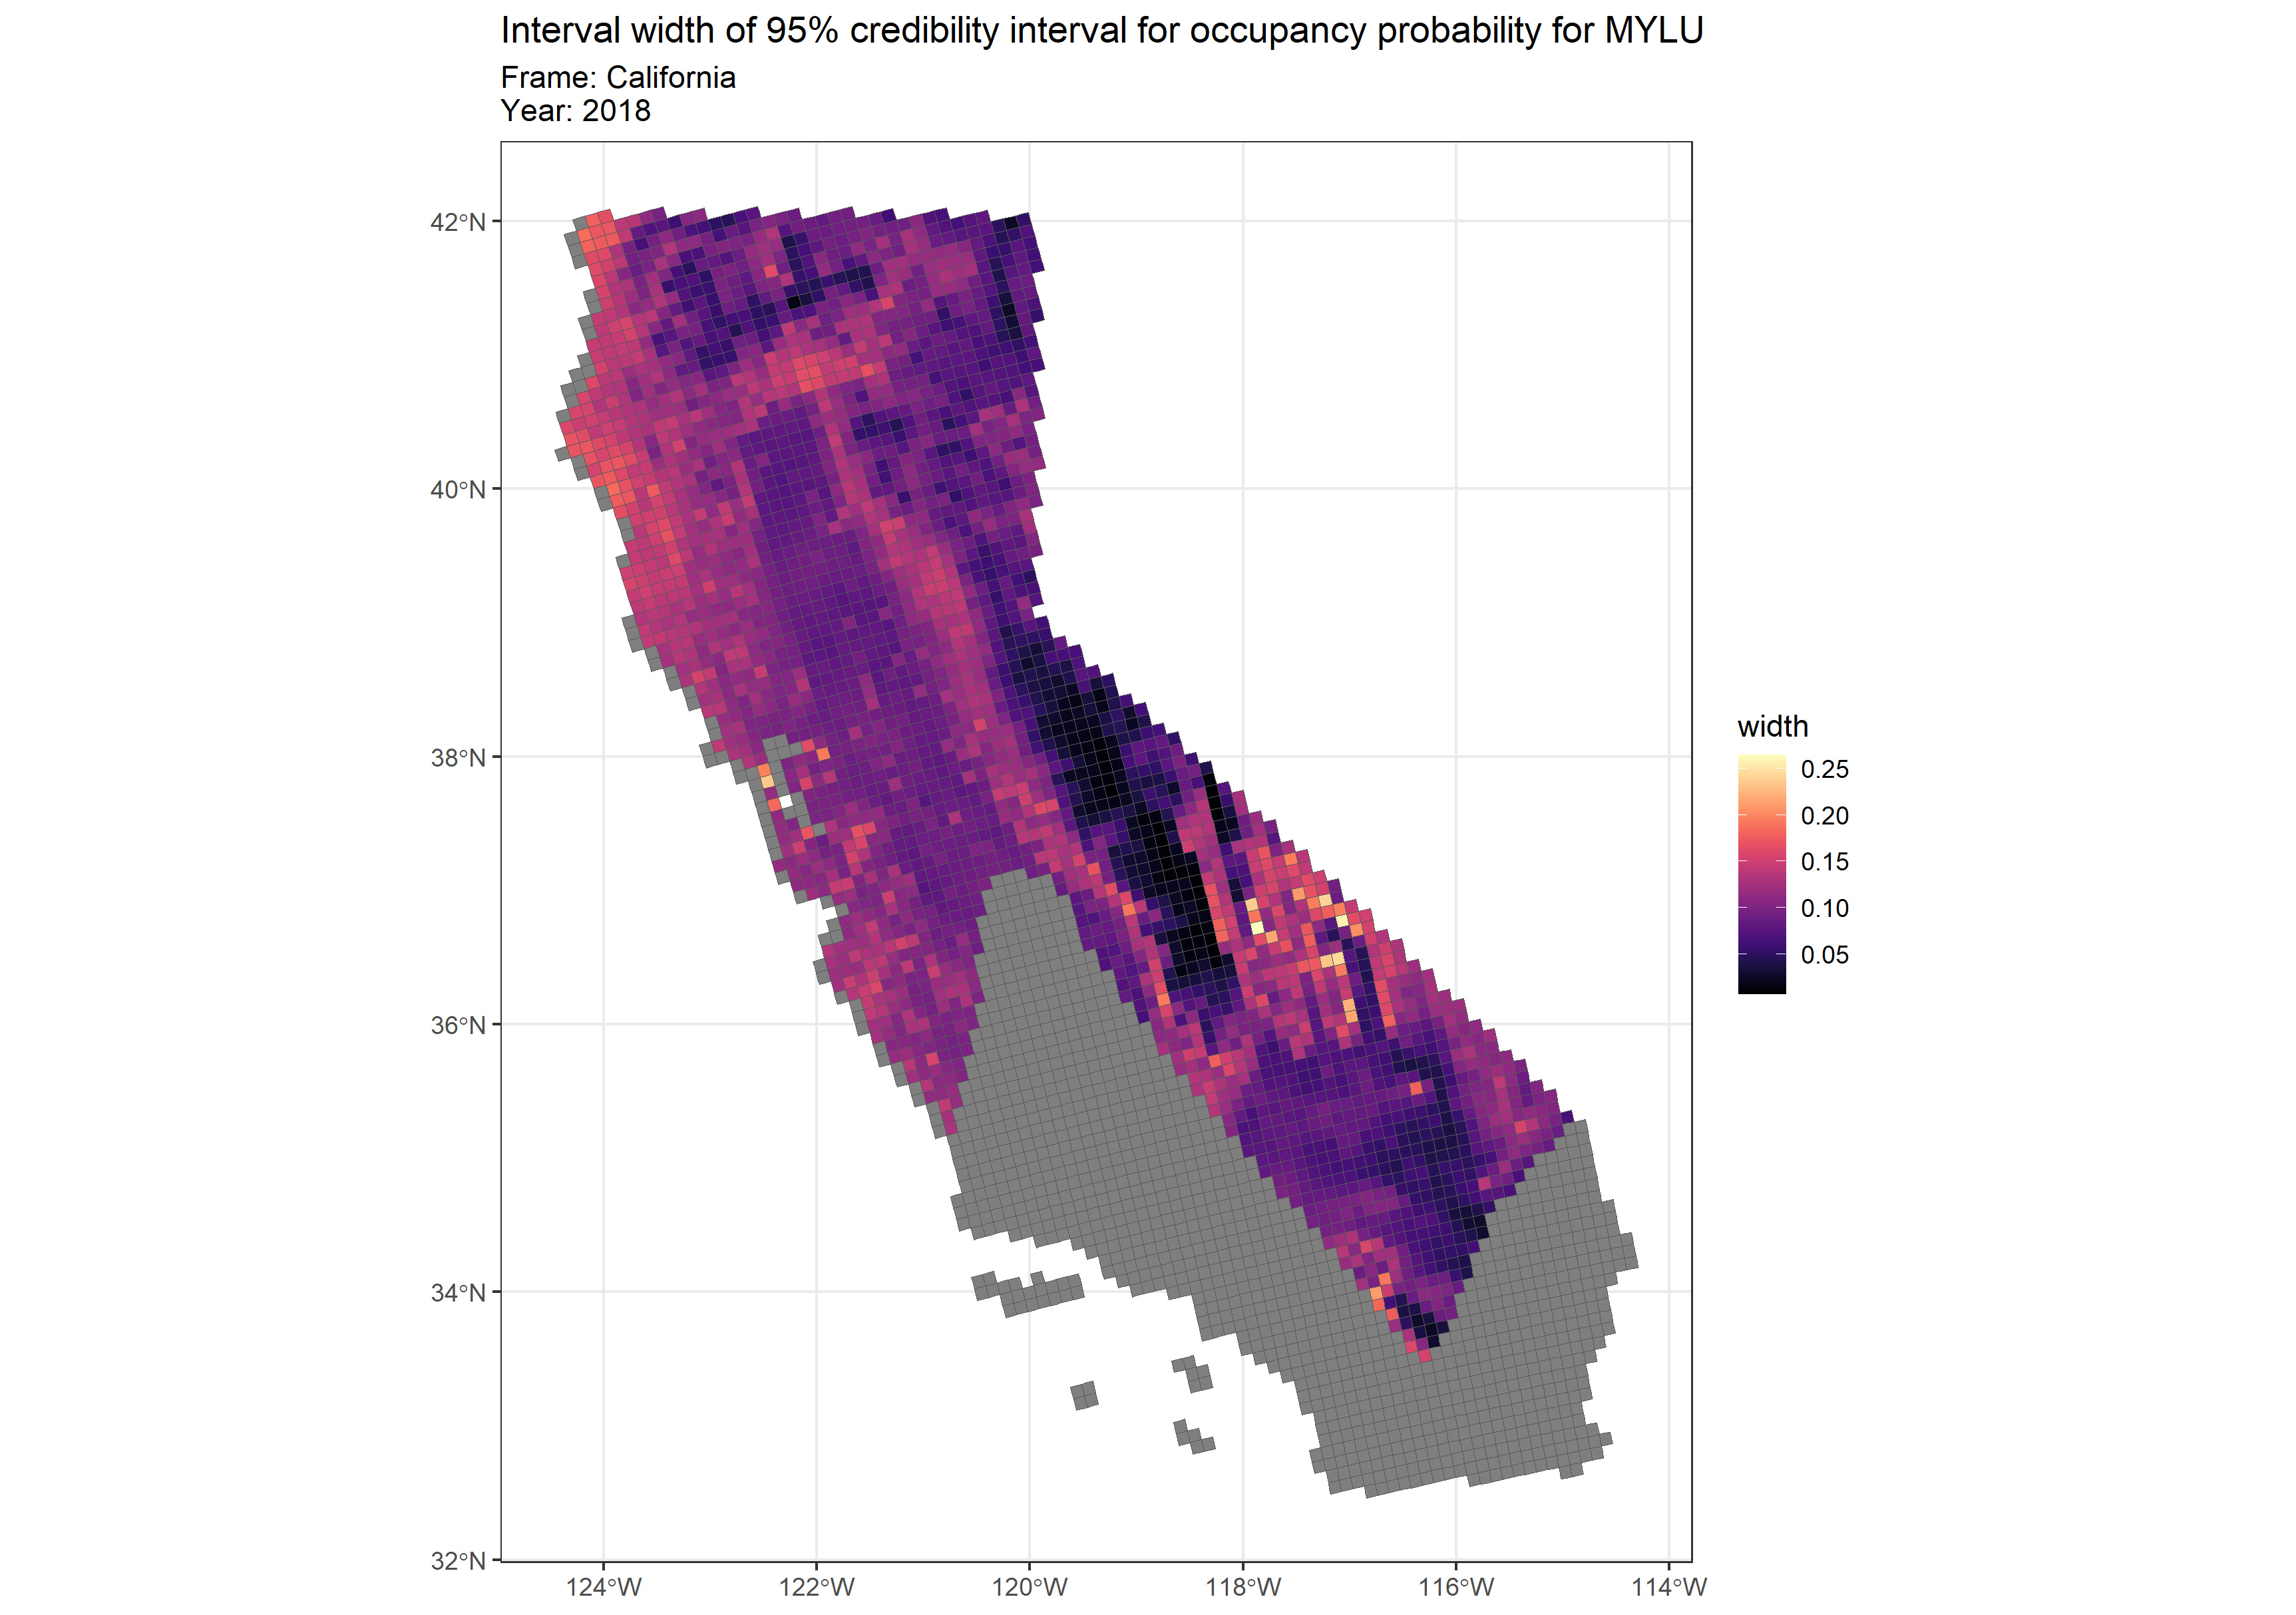 Interval width of 95% credibility interval for occupancy probability for MYLU
Frame: California
Year: 2018
42°N
40°N
38°N
36°N
34°N
32°N
124°W
122°W
120°W
118°W
116°W
114°W
width
0.25
0.20
0.15
0.10
0.05